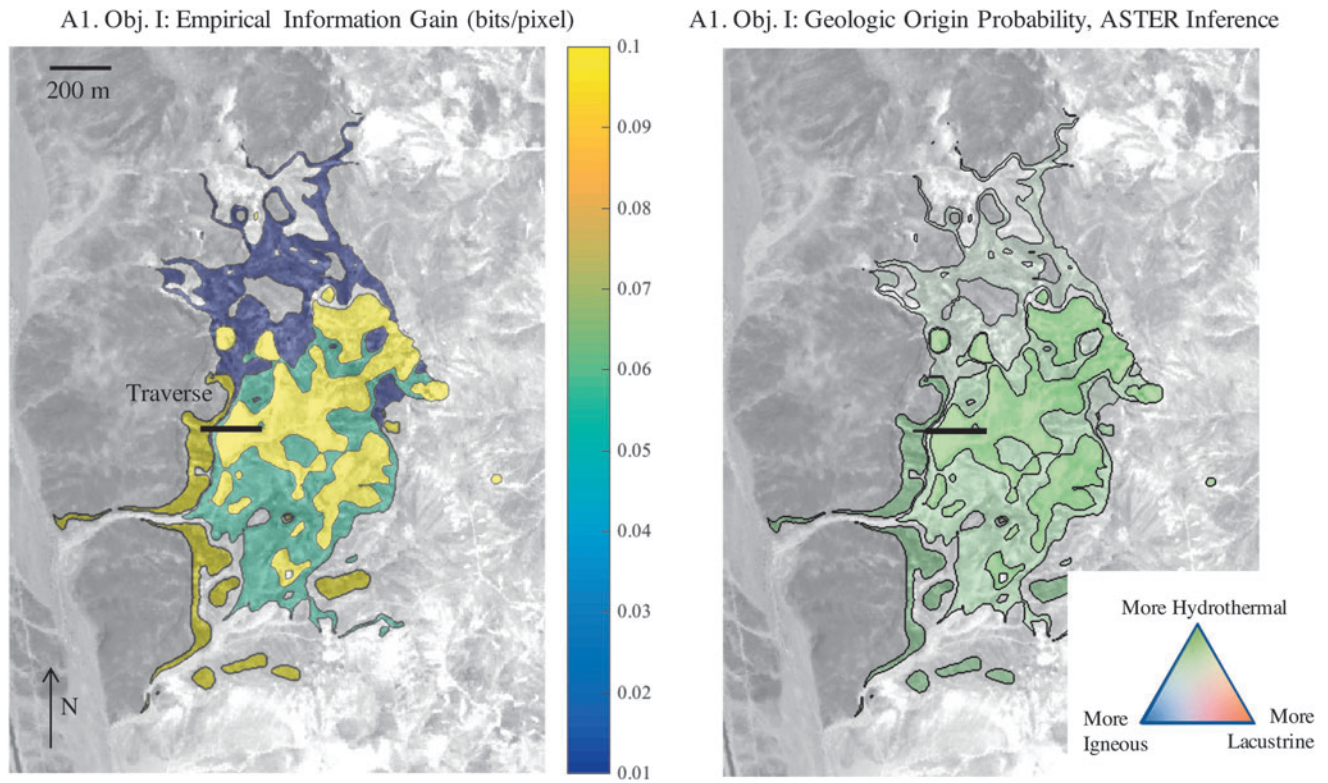 A1. Obj. I: Empirical Information Gain (bits/pixel)
200 m
Traverse
N
0.1
0.09
0.08
0.07
0.06
0.05
0.04
0.03
0.02
0.01
A1. Obj. I: Geologic Origin Probability, ASTER Inference
More Hydrothermal
More
Igneous
More
Lacustrine